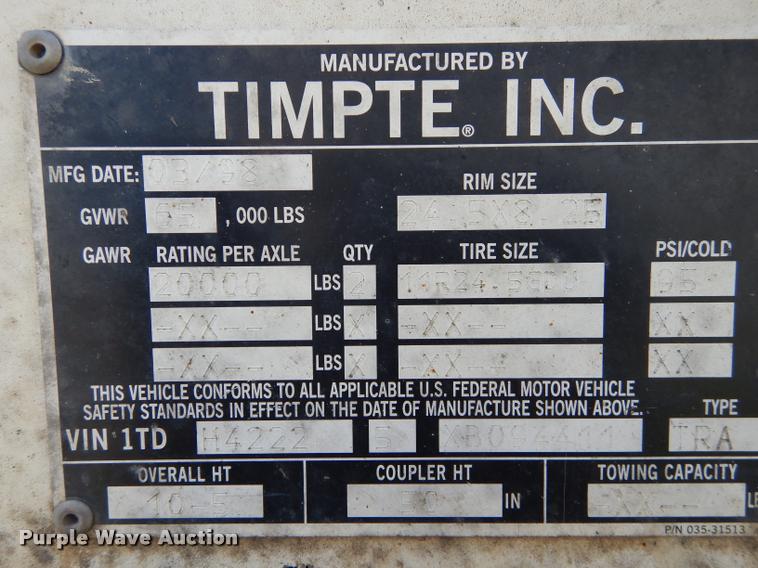 MANUFACTURED BY
TIMPTE® INC.
MFG DATE: 03/98
RIM SIZE
GVWR 65 ,000 LBS 24.5X8.25
GAWR RATING PER AXLE QTY TIRE SIZE PSI/COLD
20000 LBS 2 95
-XX-- LBS X -XX-- XX
-XX-- LBS X -XX-- XX
THIS VEHICLE CONFORMS TO ALL APPLICABLE U.S. FEDERAL MOTOR VEHICLE
SAFETY STANDARDS IN EFFECT ON THE DATE OF MANUFACTURE SHOWN ABOVE.
TYPE
VIN 1TD H4222 5 TRA
OVERALL HT COUPLER HT TOWING CAPACITY
10-5 IN -XX--
P/N 035-31513
Purple Wave Auction